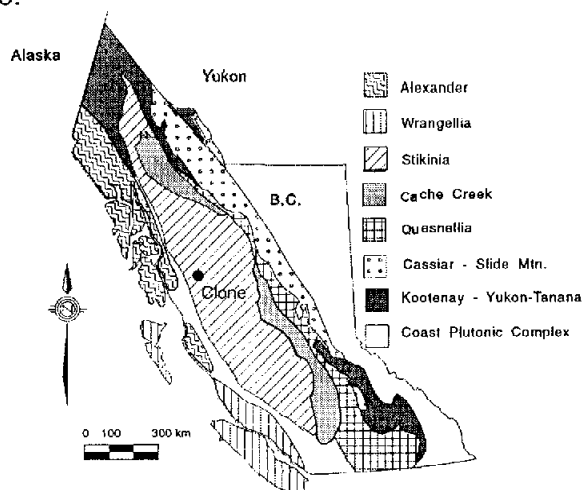 Alaska
Yukon
B.C.
Clone
0 100 300 km
Alexander
Wrangellia
Stikinia
Cache Creek
Quesnellia
Cassiar - Slide Mtn.
Kootenay - Yukon-Tanana
Coast Plutonic Complex